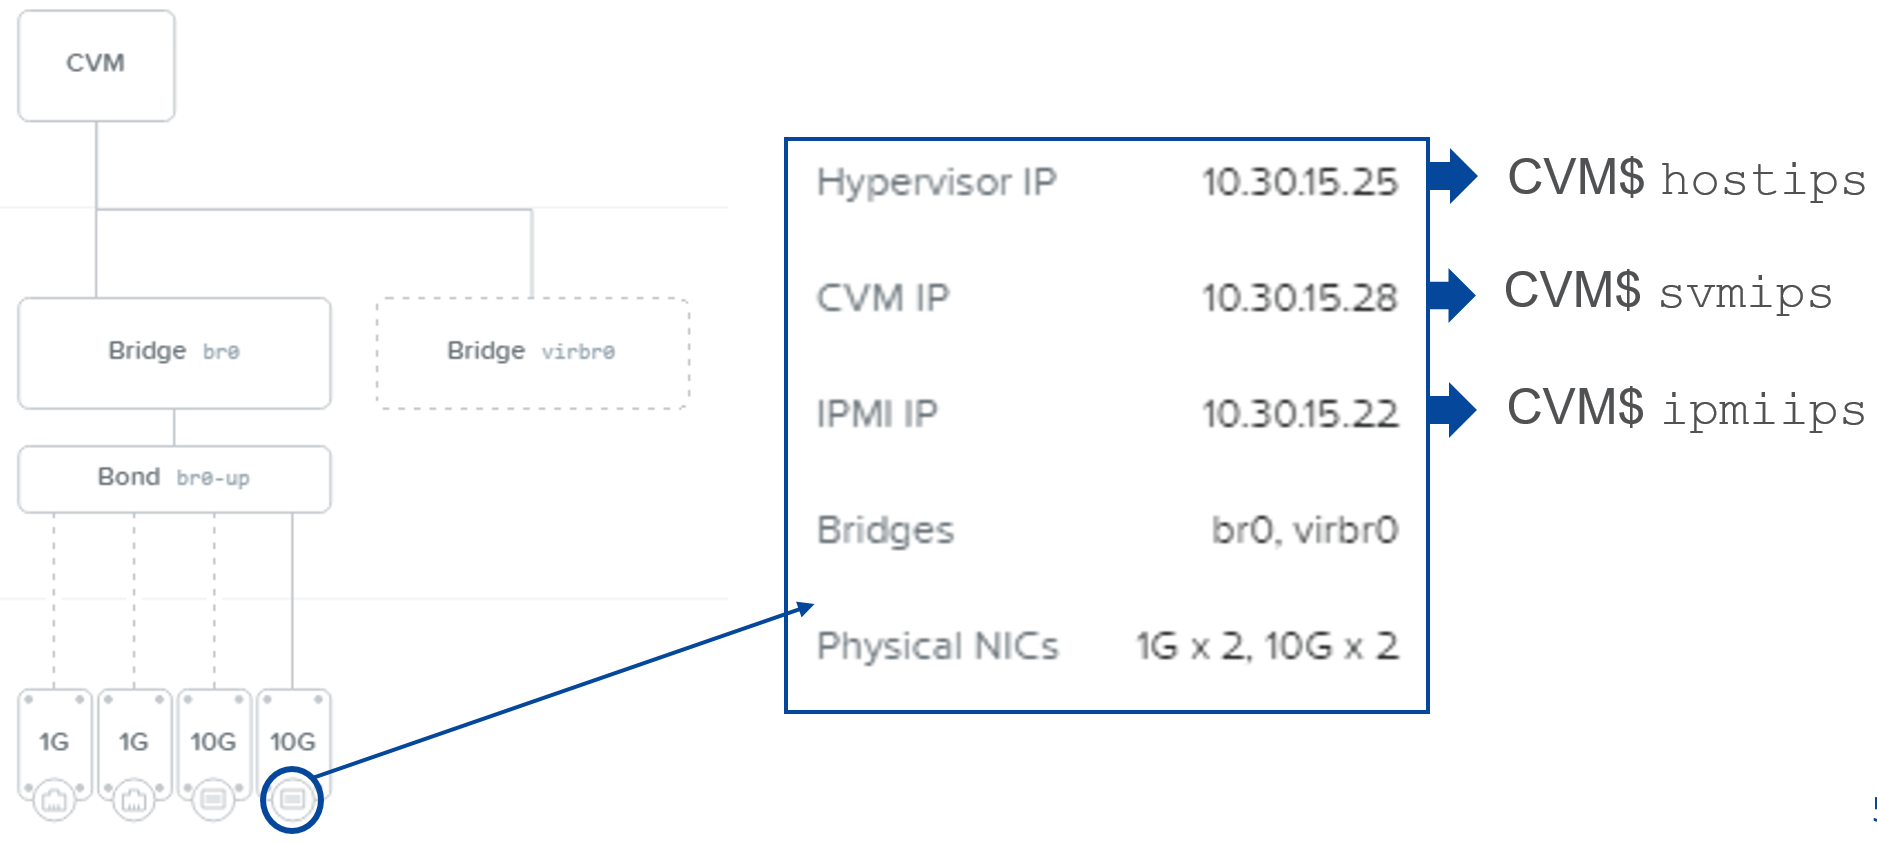 CVM
Bridge br0
Bridge virbr0
Bond br0-up
1G
1G
10G
10G
Hypervisor IP 10.30.15.25
CVM IP 10.30.15.28
IPMI IP 10.30.15.22
Bridges br0, virbr0
Physical NICs 1G x 2, 10G x 2
CVM$ hostips
CVM$ svmips
CVM$ ipmiips